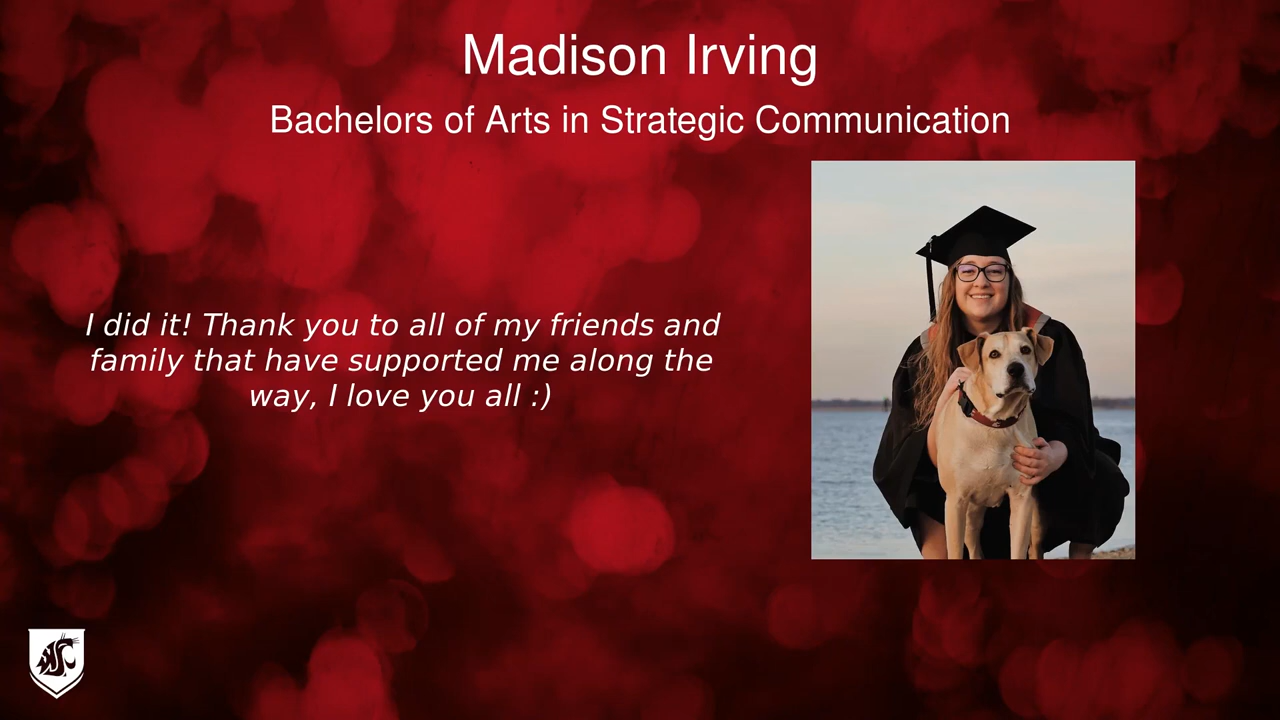 Madison Irving
Bachelors of Arts in Strategic Communication
I did it! Thank you to all of my friends and
family that have supported me along the
way, I love you all :)